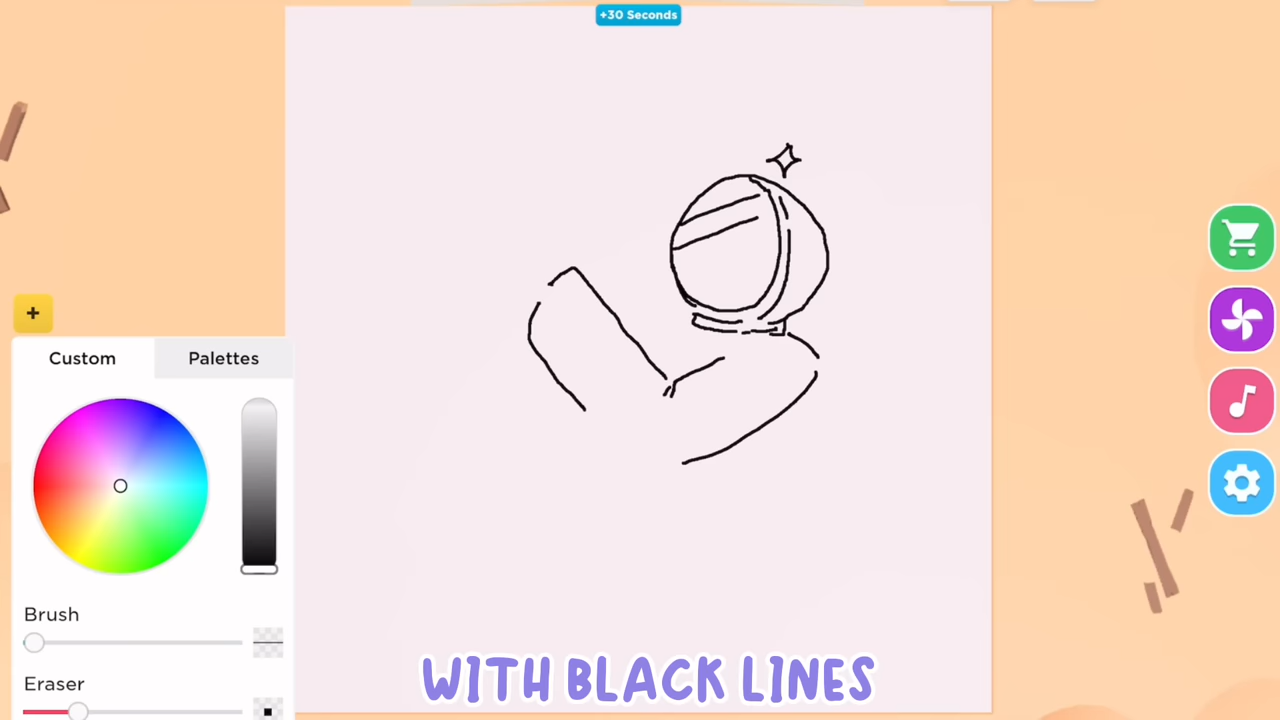 +30 Seconds
+
Custom
Palettes
Brush
Eraser
WITH BLACK LINES